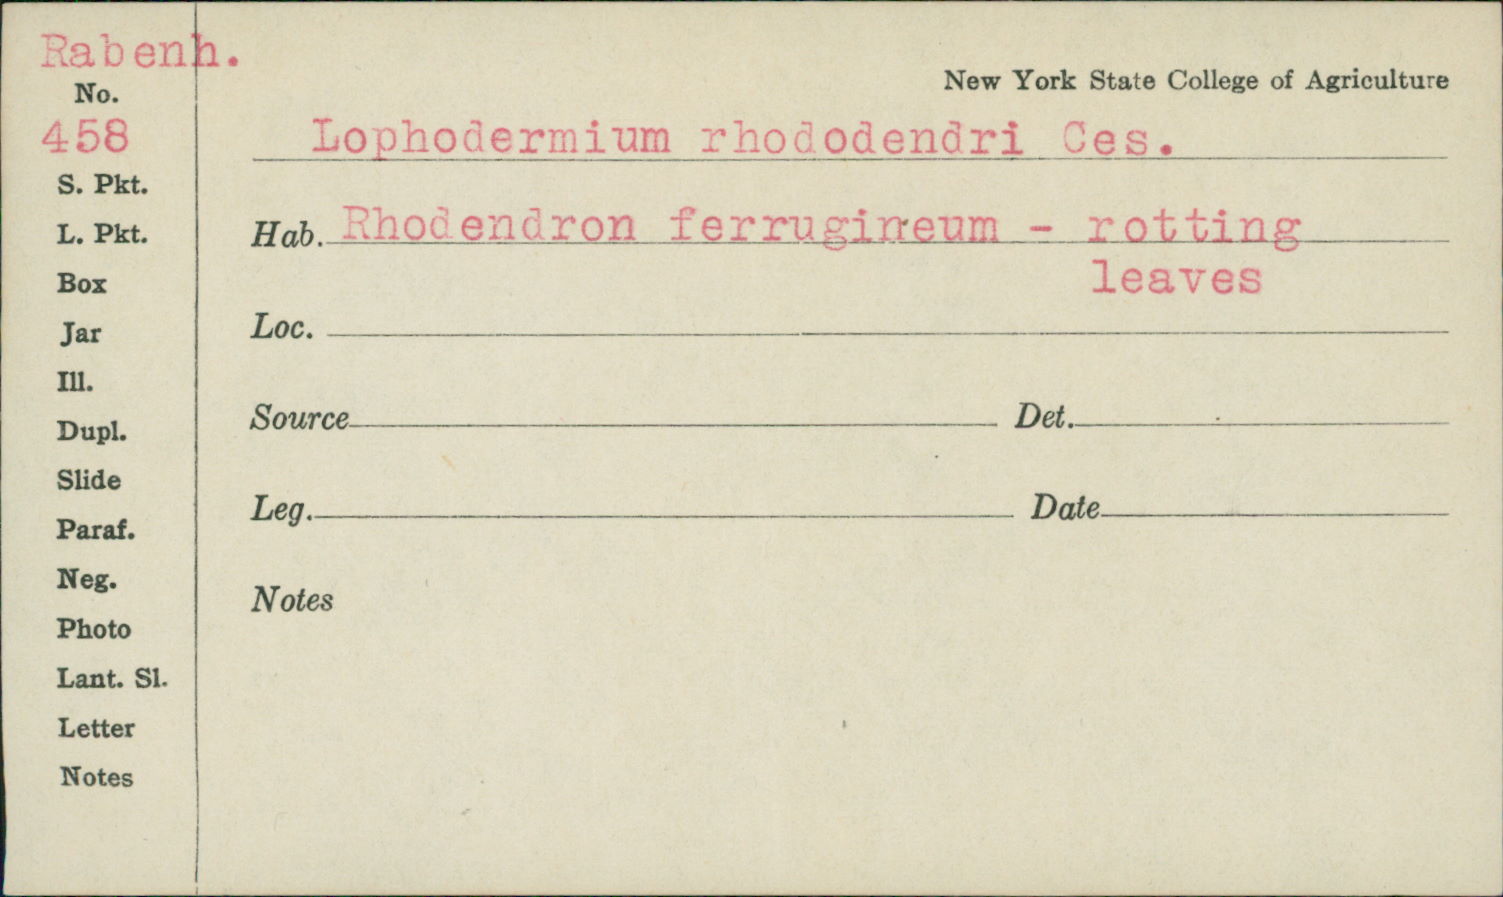 Rabenh.
No.
458
S. Pkt.
L. Pkt.
Box
Jar
Ill.
Dupl.
Slide
Paraf.
Neg.
Photo
Lant. Sl.
Letter
Notes
New York State College of Agriculture
Lophodermium rhododendri Ces.
Hab. Rhodendron ferrugineum - rotting
leaves
Loc.
Source Det.
Leg. Date
Notes